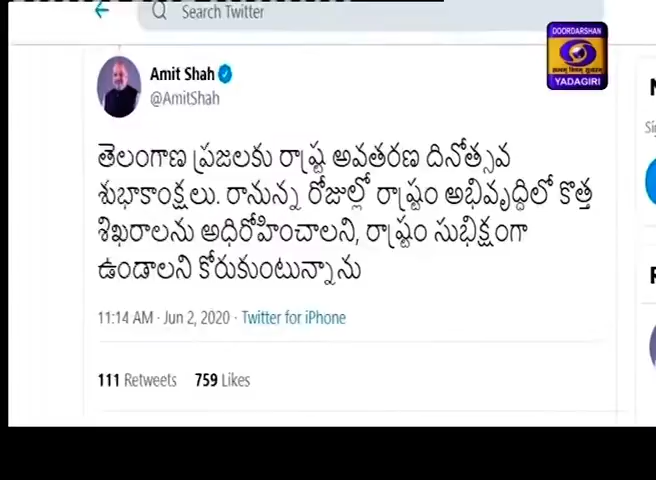 Search Twitter
DOORDARSHAN
YADAGIRI
Amit Shah
@AmitShah
తెలంగాణ ప్రజలకు రాష్ట్ర అవతరణ దినోత్సవ
శుభాకాంక్షలు. రానున్న రోజుల్లో రాష్ట్రం అభివృద్ధిలో కొత్త
శిఖరాలను అధిరోహించాలని, రాష్ట్రం సుభిక్షంగా
ఉండాలని కోరుకుంటున్నాను
11:14 AM · Jun 2, 2020 · Twitter for iPhone
111 Retweets 759 Likes